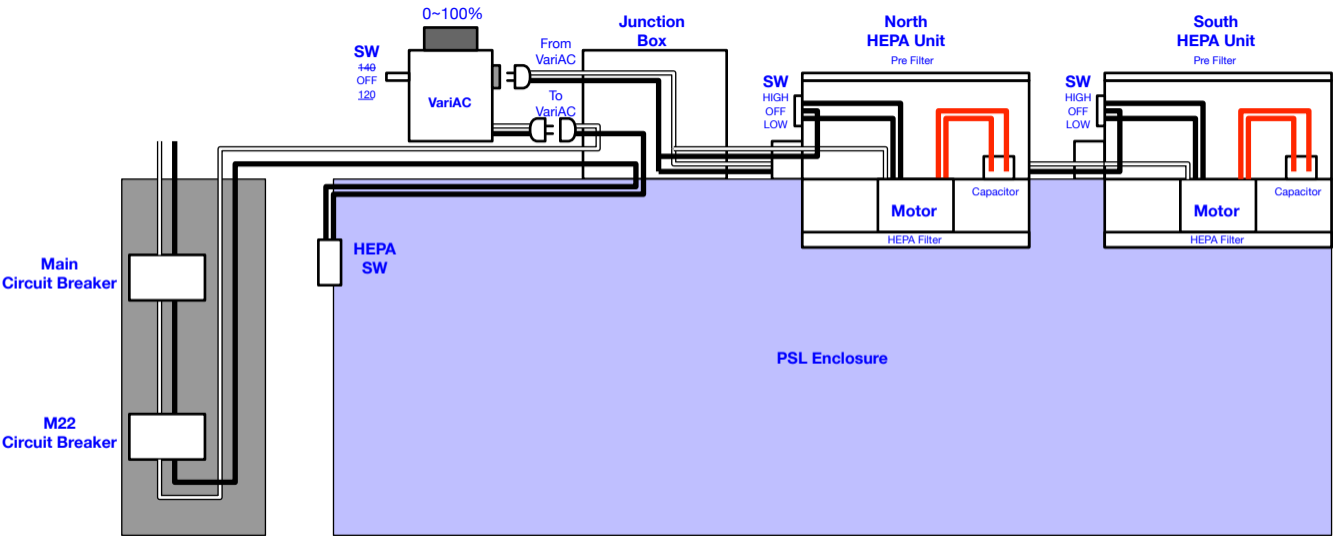 0~100%
SW
140
OFF
120
VariAC
From
VariAC
To
VariAC
Junction
Box
North
HEPA Unit
Pre Filter
SW
HIGH
OFF
LOW
Capacitor
Motor
HEPA Filter
South
HEPA Unit
Pre Filter
SW
HIGH
OFF
LOW
Capacitor
Motor
HEPA Filter
Main
Circuit Breaker
HEPA
SW
PSL Enclosure
M22
Circuit Breaker